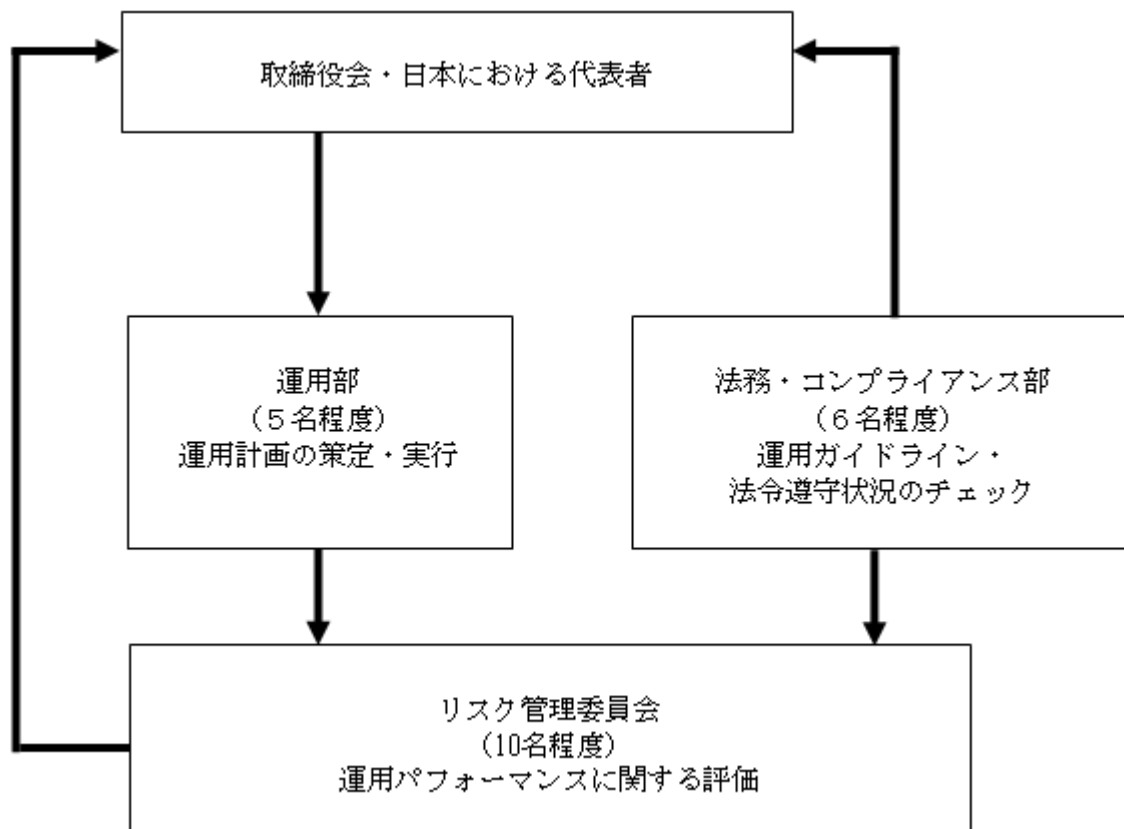 取締役会・日本における代表者
運用部
(５名程度)
運用計画の策定・実行
法務・コンプライアンス部
(６名程度)
運用ガイドライン・
法令遵守状況のチェック
リスク管理委員会
(10名程度)
運用パフォーマンスに関する評価